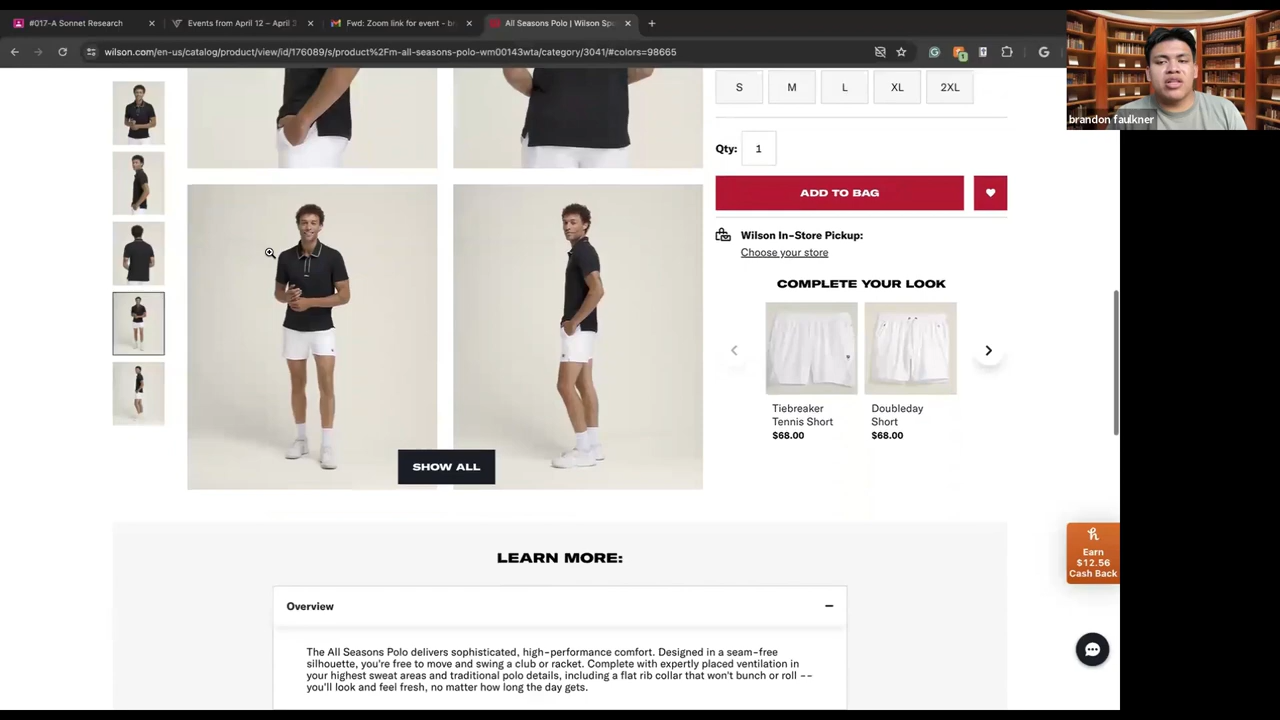 #017-A Sonnet Research
Events from April 12 – April 2
Fwd: Zoom link for event - br
All Seasons Polo | Wilson Sp
wilson.com/en-us/catalog/product/view/id/176089/s/product%2Fm-all-seasons-polo-wm00143wta/category/3041/#colors=98665
brandon faulkner
S M L XL 2XL
Qty: 1
ADD TO BAG
Wilson In-Store Pickup:
Choose your store
COMPLETE YOUR LOOK
Tiebreaker
Tennis Short
$68.00
Doubleday
Short
$68.00
SHOW ALL
Earn
$12.56
Cash Back
LEARN MORE:
Overview
The All Seasons Polo delivers sophisticated, high-performance comfort. Designed in a seam-free
silhouette, you're free to move and swing a club or racket. Complete with expertly placed ventilation in
your highest sweat areas and traditional polo details, including a flat rib collar that won't bunch or roll --
you'll look and feel fresh, no matter how long the day gets.